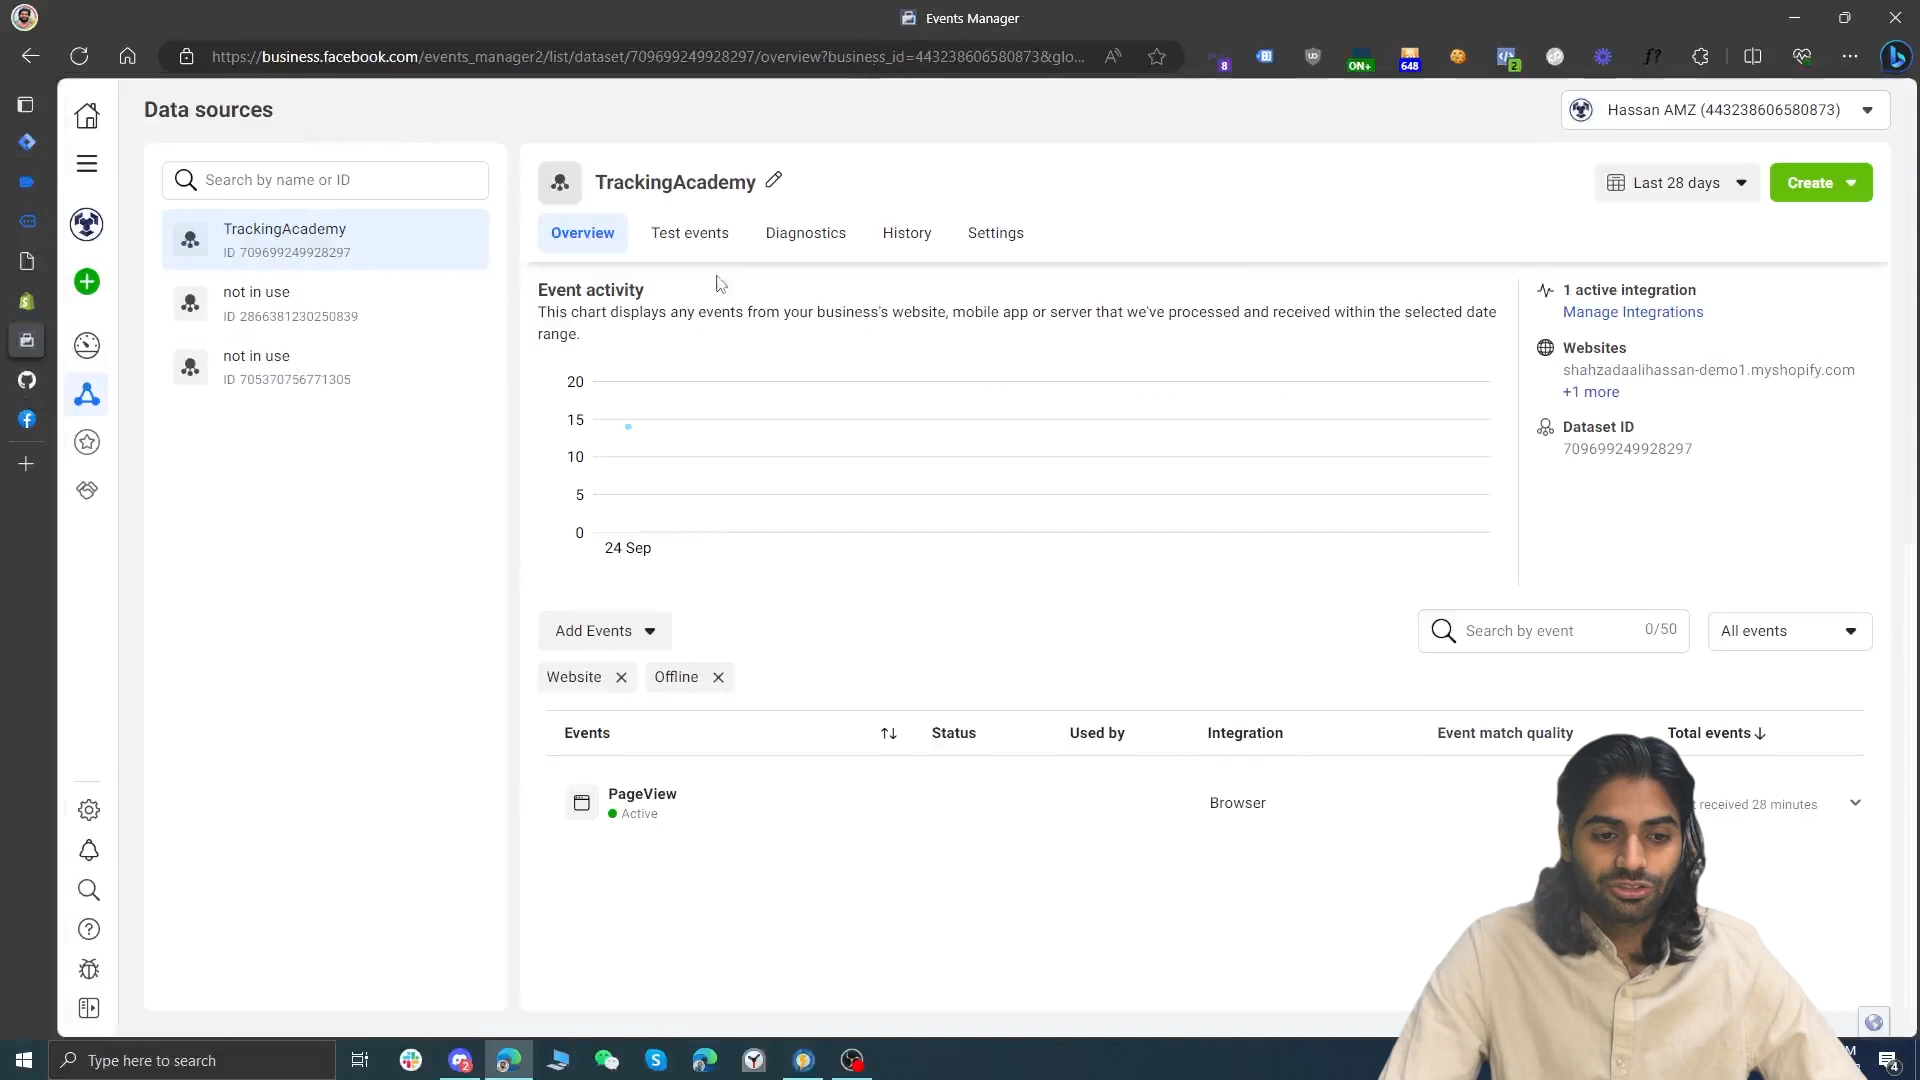 Events Manager
https://business.facebook.com/events_manager2/list/dataset/709699249928297/overview?business_id=443238606580873&glo...
8
ON+
648
2
f?
Data sources
Hassan AMZ (443238606580873)
Search by name or ID
TrackingAcademy
ID 709699249928297
not in use
ID 2866381230250839
not in use
ID 705370756771305
TrackingAcademy
Last 28 days
Create
Overview
Test events
Diagnostics
History
Settings
Event activity
This chart displays any events from your business's website, mobile app or server that we've processed and received within the selected date
range.
20
15
10
5
0
24 Sep
1 active integration
Manage Integrations
Websites
shahzadaalihassan-demo1.myshopify.com
+1 more
Dataset ID
709699249928297
Add Events
Search by event
0/50
All events
Website
Offline
Events
Status
Used by
Integration
Event match quality
Total events
PageView
Active
Browser
received 28 minutes
Type here to search
2
4